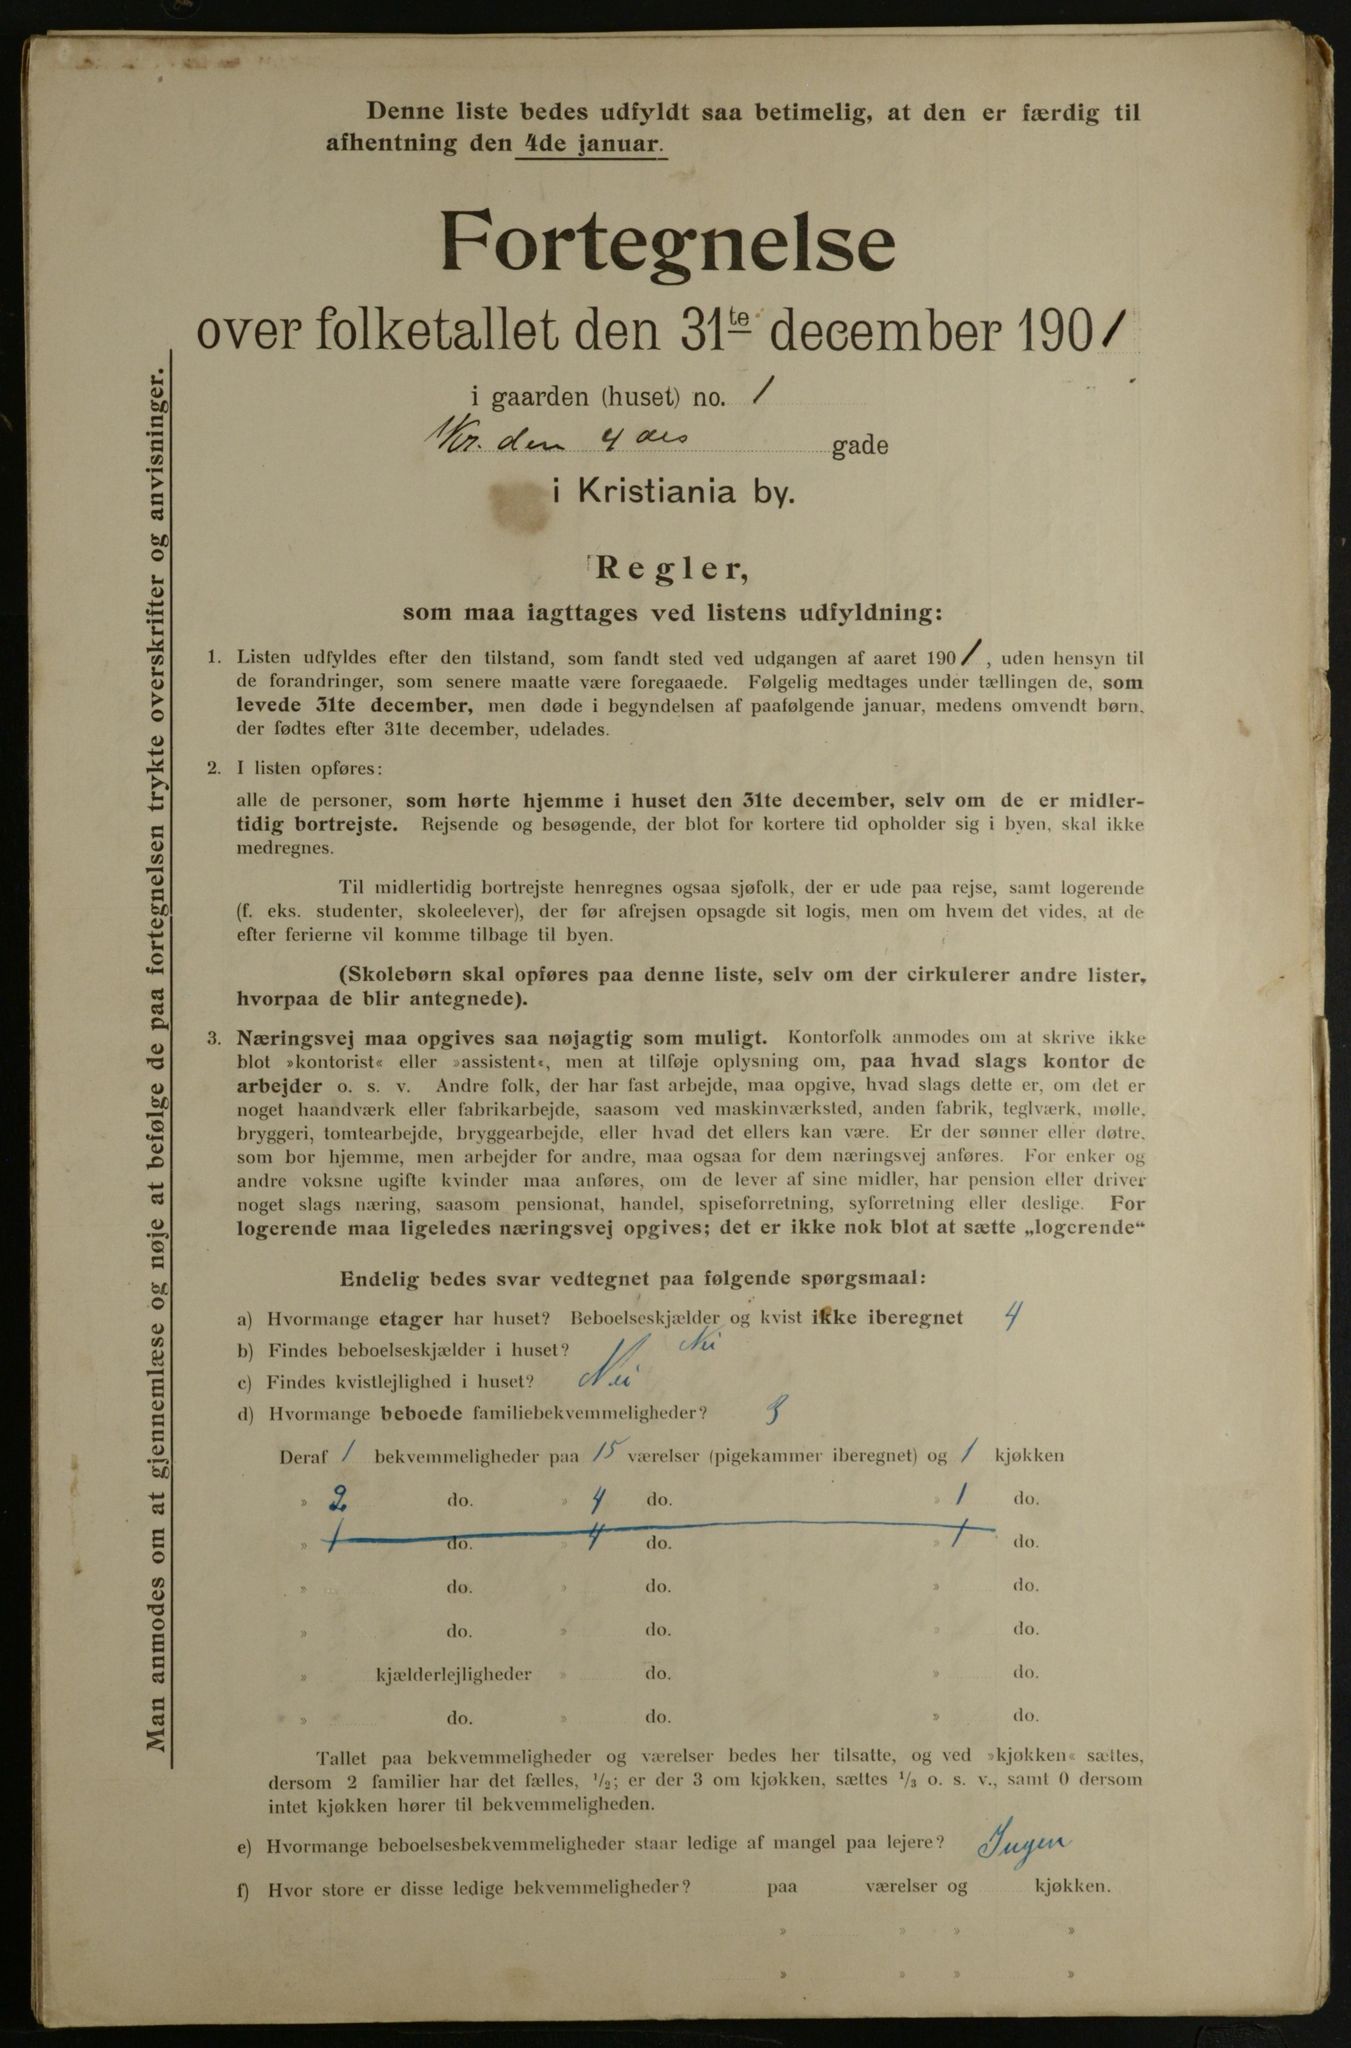 Denne liste bedes udfyldt saa betimelig, at den er færdig til
afhentning den 4de januar.
Fortegnelse
over folketallet den 31te december 1901
i gaarden (huset) no. 1
Kr. den 4des gade
i Kristiania by.
Regler,
som maa iagttages ved listens udfyldning:
1. Listen udfyldes efter den tilstand, som fandt sted ved udgangen af aaret 1901, uden hensyn til
de forandringer, som senere maatte være foregaaede. Følgelig medtages under tællingen de, som
levede 31te december, men døde i begyndelsen af paafølgende januar, medens omvendt børn,
der fødtes efter 31te december, udelades.
2. I listen opføres:
alle de personer, som hørte hjemme i huset den 31te december, selv om de er midler-
tidig bortrejste. Rejsende og besøgende, der blot for kortere tid opholder sig i byen, skal ikke
medregnes.
Til midlertidig bortrejste henregnes ogsaa sjøfolk, der er ude paa rejse, samt logerende
(f. eks. studenter, skoleelever), der før afrejsen opsagde sit logis, men om hvem det vides, at de
efter ferierne vil komme tilbage til byen.
(Skolebørn skal opføres paa denne liste, selv om der cirkulerer andre lister,
hvorpaa de blir antegnede).
3. Næringsvej maa opgives saa nøjagtig som muligt. Kontorfolk anmodes om at skrive ikke
blot »kontorist« eller »assistent«, men at tilføje oplysning om, paa hvad slags kontor de
arbejder o. s. v. Andre folk, der har fast arbejde, maa opgive, hvad slags dette er, om det er
noget haandværk eller fabrikarbejde, saasom ved maskinværksted, anden fabrik, teglværk, mølle,
bryggeri, tomtearbejde, bryggearbejde, eller hvad det ellers kan være. Er der sønner eller døtre,
som bor hjemme, men arbejder for andre, maa ogsaa for dem næringsvej anføres. For enker og
andre voksne ugifte kvinder maa anføres, om de lever af sine midler, har pension eller driver
noget slags næring, saasom pensionat, handel, spiseforretning, syforretning eller deslige. For
logerende maa ligeledes næringsvej opgives; det er ikke nok blot at sætte „logerende“
Endelig bedes svar vedtegnet paa følgende spørgsmaal:
a) Hvormange etager har huset? Beboelseskjælder og kvist ikke iberegnet 4
b) Findes beboelseskjælder i huset? Nei
c) Findes kvistlejlighed i huset? Nei
d) Hvormange beboede familiebekvemmeligheder? 3
Deraf 1 bekvemmeligheder paa 15 værelser (pigekammer iberegnet) og 1 kjøkken
» 2 do. » 4 do. » 1 do.
» 1 do. » 4 do. » 1 do.
» do. » do. » do.
» do. » do. » do.
» kjælderlejligheder » do. » do.
» do. » do. » do.
Tallet paa bekvemmeligheder og værelser bedes her tilsatte, og ved »kjøkken« sættes,
dersom 2 familier har det fælles, 1/2; er der 3 om kjøkken, sættes 1/3 o. s. v., samt 0 dersom
intet kjøkken hører til bekvemmeligheden.
e) Hvormange beboelsesbekvemmeligheder staar ledige af mangel paa lejere? Ingen
f) Hvor store er disse ledige bekvemmeligheder? paa værelser og kjøkken.
» » » »
» » » »
Man anmodes om at gjennemlæse og nøje at befølge de paa fortegnelsen trykte overskrifter og anvisninger.